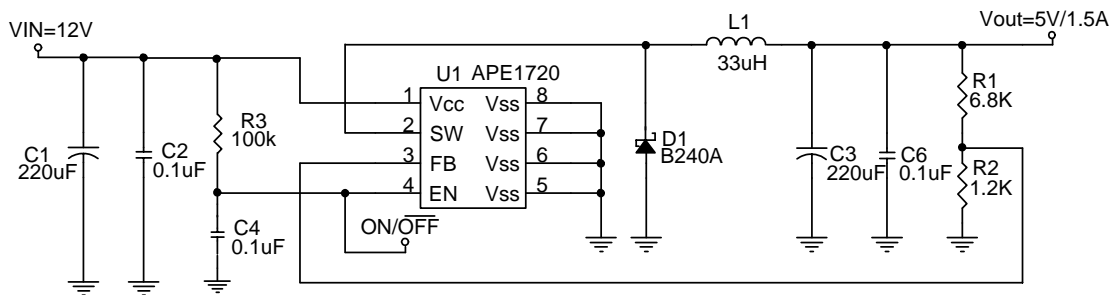 VIN=12V
Vout=5V/1.5A
L1
33uH
U1 APE1720
1 Vcc Vss 8
2 SW Vss 7
3 FB Vss 6
4 EN Vss 5
R3
100k
C1
220uF
C2
0.1uF
C4
0.1uF
ON/OFF
D1
B240A
C3
220uF
C6
0.1uF
R1
6.8K
R2
1.2K